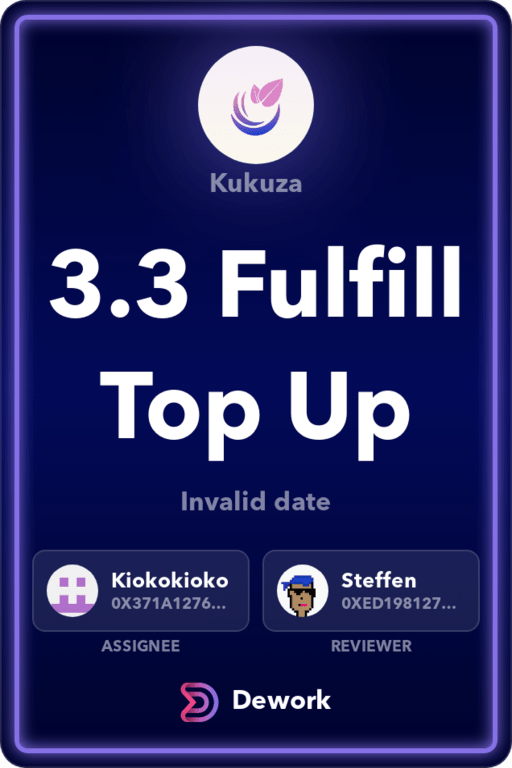 Kukuza
3.3 Fulfill
Top Up
Invalid date
Kiokokioko
0X371A1276...
Steffen
0XED198127...
ASSIGNEE
REVIEWER
Dework